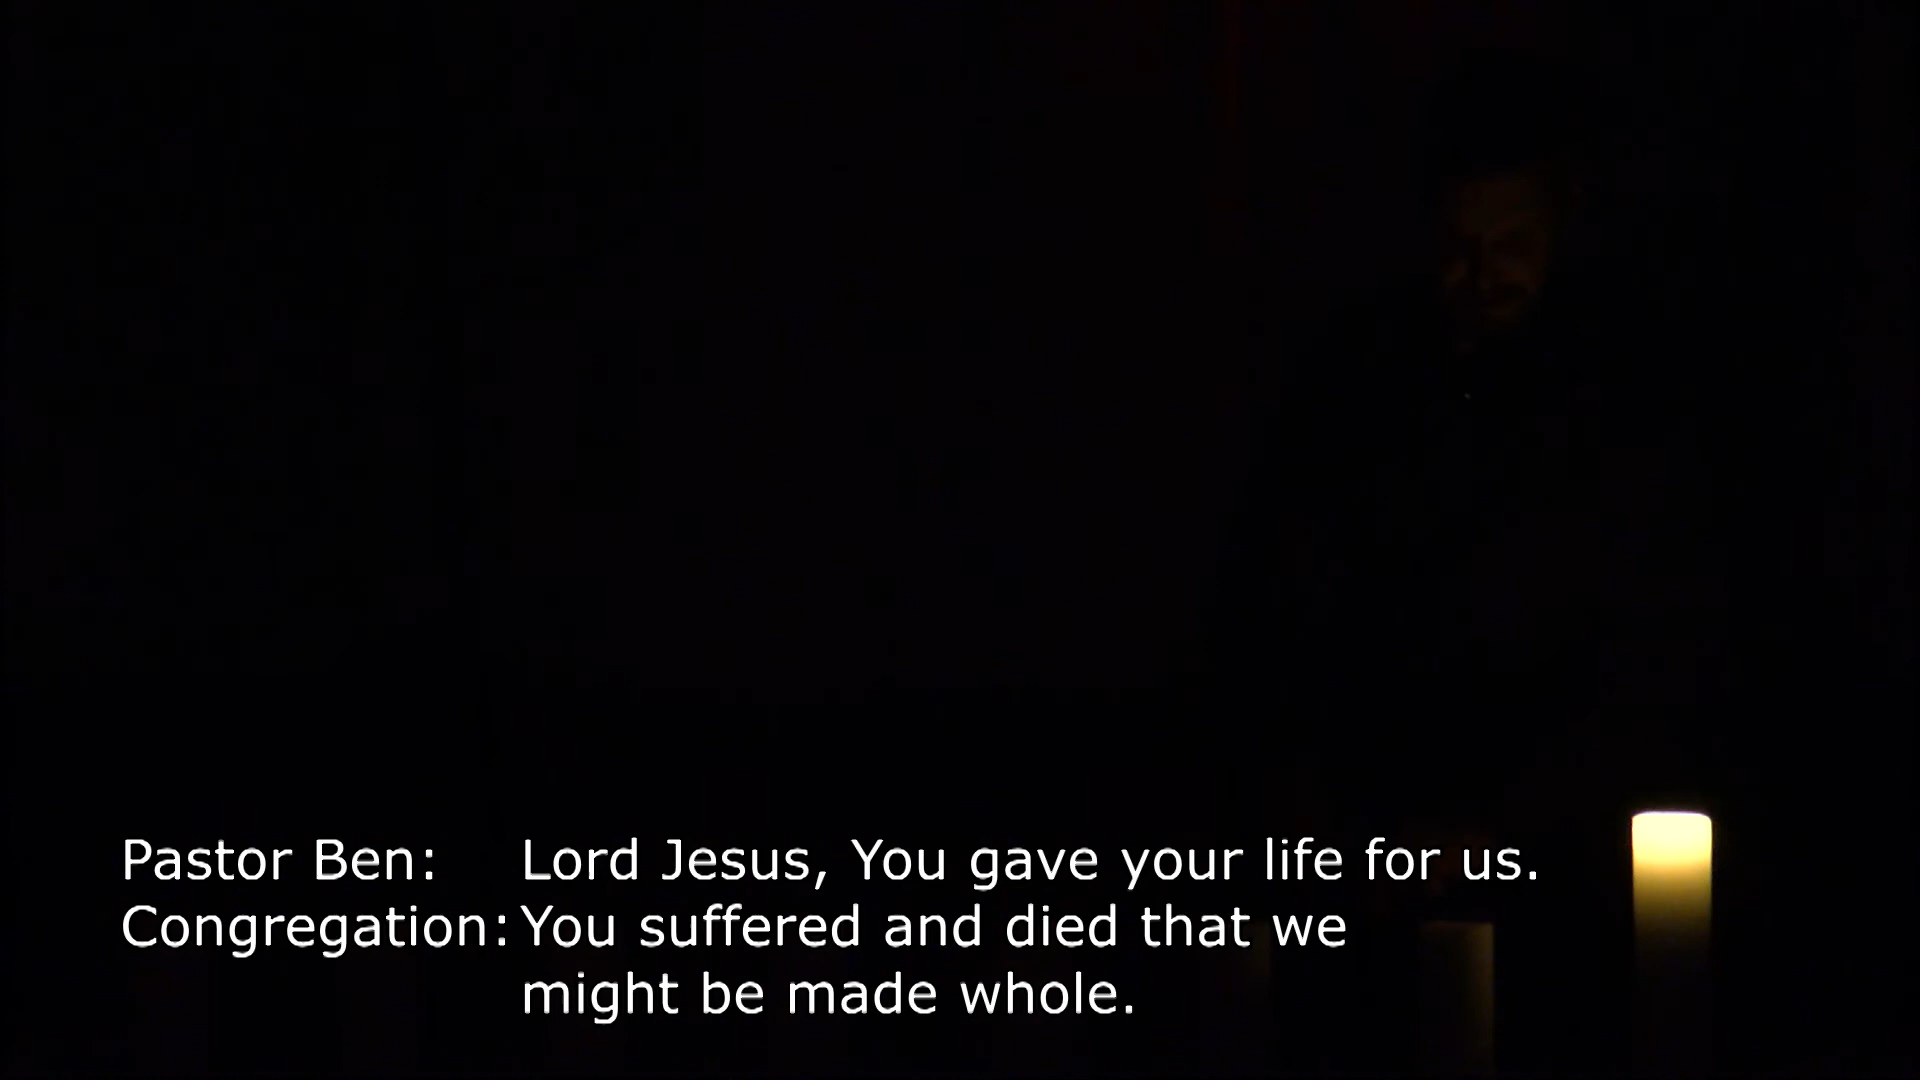 Pastor Ben: Lord Jesus, You gave your life for us.
Congregation: You suffered and died that we
might be made whole.